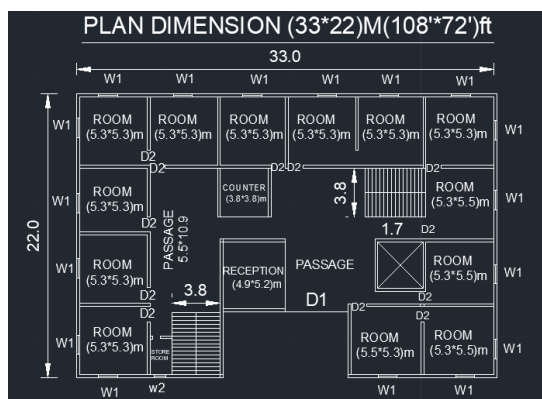 PLAN DIMENSION (33*22)M(108'*72')ft
33.0
W1
W1
W1
W1
W1
W1
ROOM
(5.3*5.3)m
ROOM
(5.3*5.3)m
ROOM
(5.3*5.3)m
ROOM
(5.3*5.3)m
ROOM
(5.3*5.3)m
ROOM
(5.3*5.3)m
W1
W1
D2
D2
D2
D2
D2
ROOM
(5.3*5.3)m
COUNTER
(3.8*3.8)m
3.8
ROOM
(5.3*5.5)m
W1
W1
D2
PASSAGE
5.5*10.9
1.7
D2
22.0
W1
ROOM
(5.3*5.3)m
RECEPTION
(4.9*5.2)m
PASSAGE
ROOM
(5.3*5.5)m
W1
D2
3.8
D1
D2
D2
D2
D2
W1
ROOM
(5.3*5.3)m
STORE
ROOM
ROOM
(5.5*5.3)m
ROOM
(5.3*5.5)m
W1
W1
w2
W1
W1